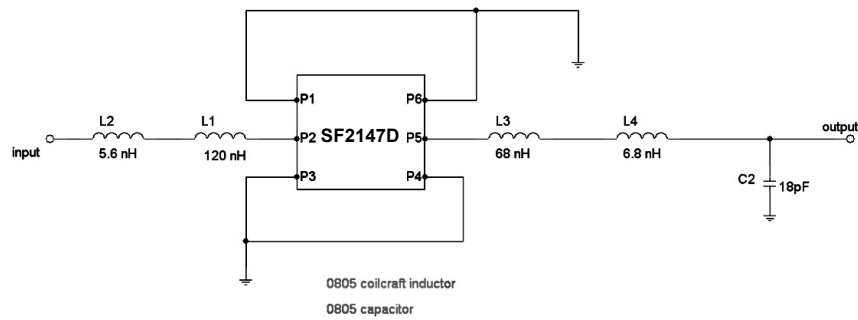 P1
P6
L2
L1
SF2147D
L3
L4
P2
P5
input
output
5.6 nH
120 nH
68 nH
6.8 nH
P3
P4
C2
18pF
0805 coilcraft inductor
0805 capacitor